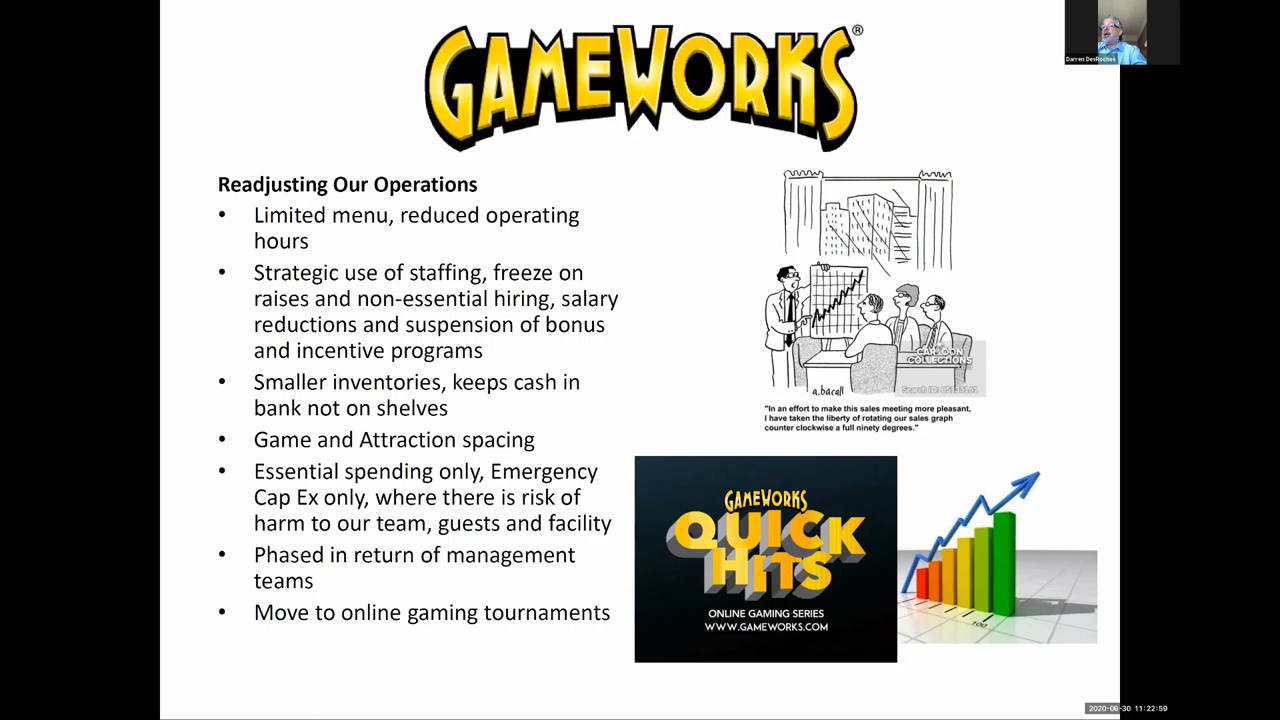 GAMEWORKS®
Darren DesRoches
Readjusting Our Operations
• Limited menu, reduced operating
hours
• Strategic use of staffing, freeze on
raises and non-essential hiring, salary
reductions and suspension of bonus
and incentive programs
• Smaller inventories, keeps cash in
bank not on shelves
• Game and Attraction spacing
• Essential spending only, Emergency
Cap Ex only, where there is risk of
harm to our team, guests and facility
• Phased in return of management
teams
• Move to online gaming tournaments
CARTOON
COLLECTIONS
a.bacall
"In an effort to make this sales meeting more pleasant,
I have taken the liberty of rotating our sales graph
counter clockwise a full ninety degrees."
GAMEWORKS
QUICK
HITS
ONLINE GAMING SERIES
WWW.GAMEWORKS.COM
100
2020-06-30 11:22:59